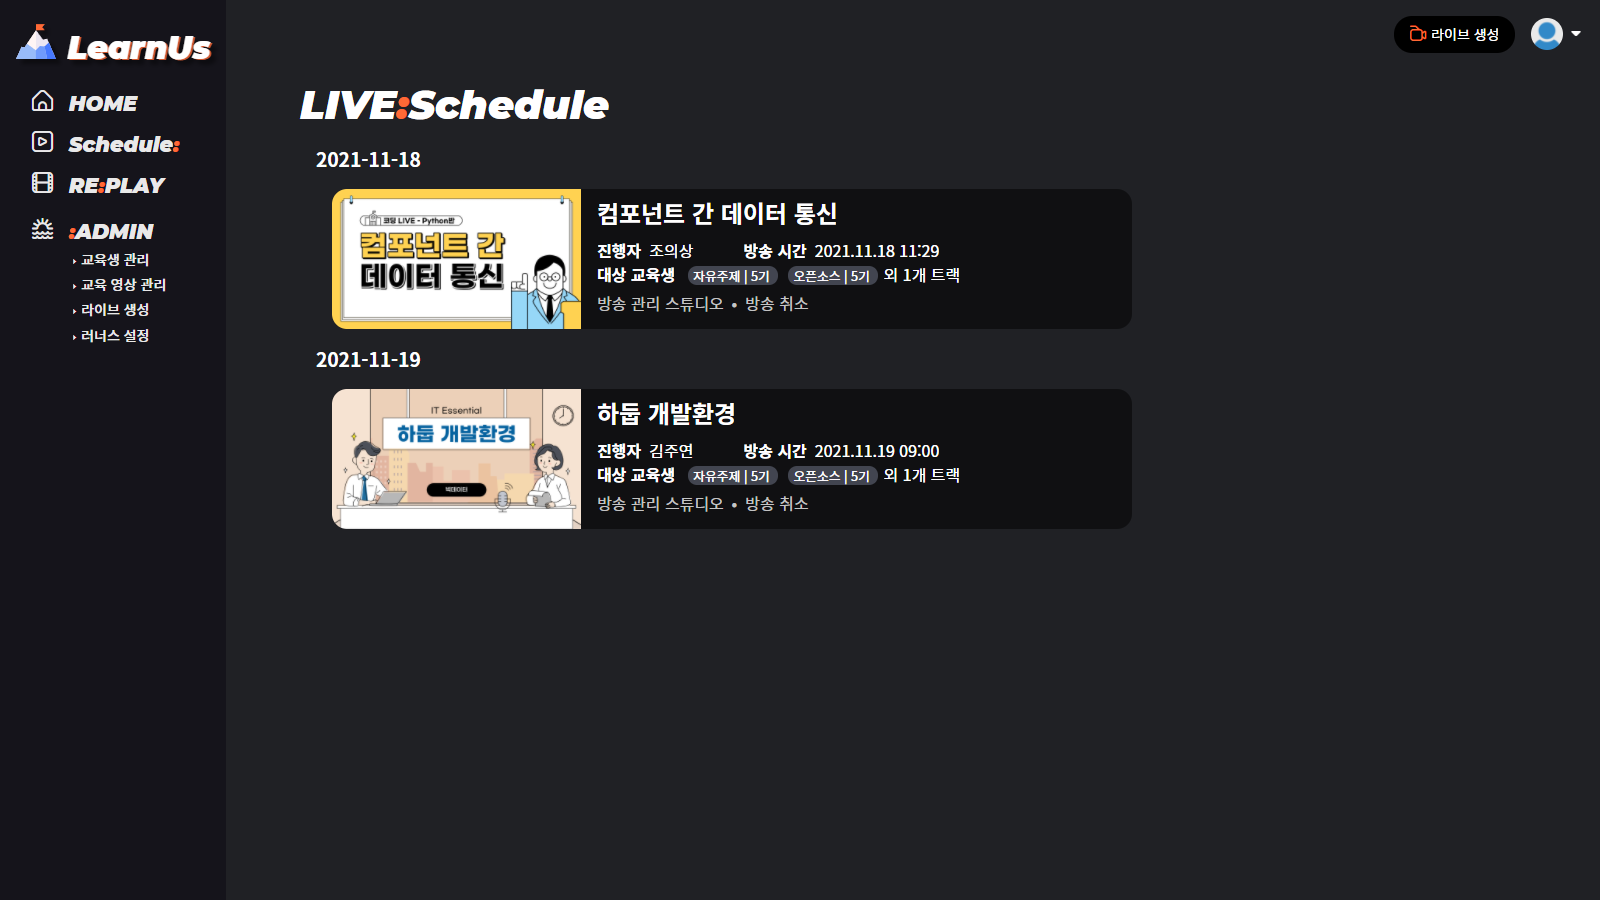 LearnUs
HOME
Schedule:
RE:PLAY
:ADMIN
교육생 관리
교육 영상 관리
라이브 생성
러너스 설정
라이브 생성
LIVE:Schedule
2021-11-18
코딩 LIVE - Python반
컴포넌트 간
데이터 통신
컴포넌트 간 데이터 통신
진행자 조의상 방송 시간 2021.11.18 11:29
대상 교육생 자유주제 | 5기 오픈소스 | 5기 외 1개 트랙
방송 관리 스튜디오 • 방송 취소
2021-11-19
IT Essential
하둡 개발환경
빅데이터
하둡 개발환경
진행자 김주연 방송 시간 2021.11.19 09:00
대상 교육생 자유주제 | 5기 오픈소스 | 5기 외 1개 트랙
방송 관리 스튜디오 • 방송 취소